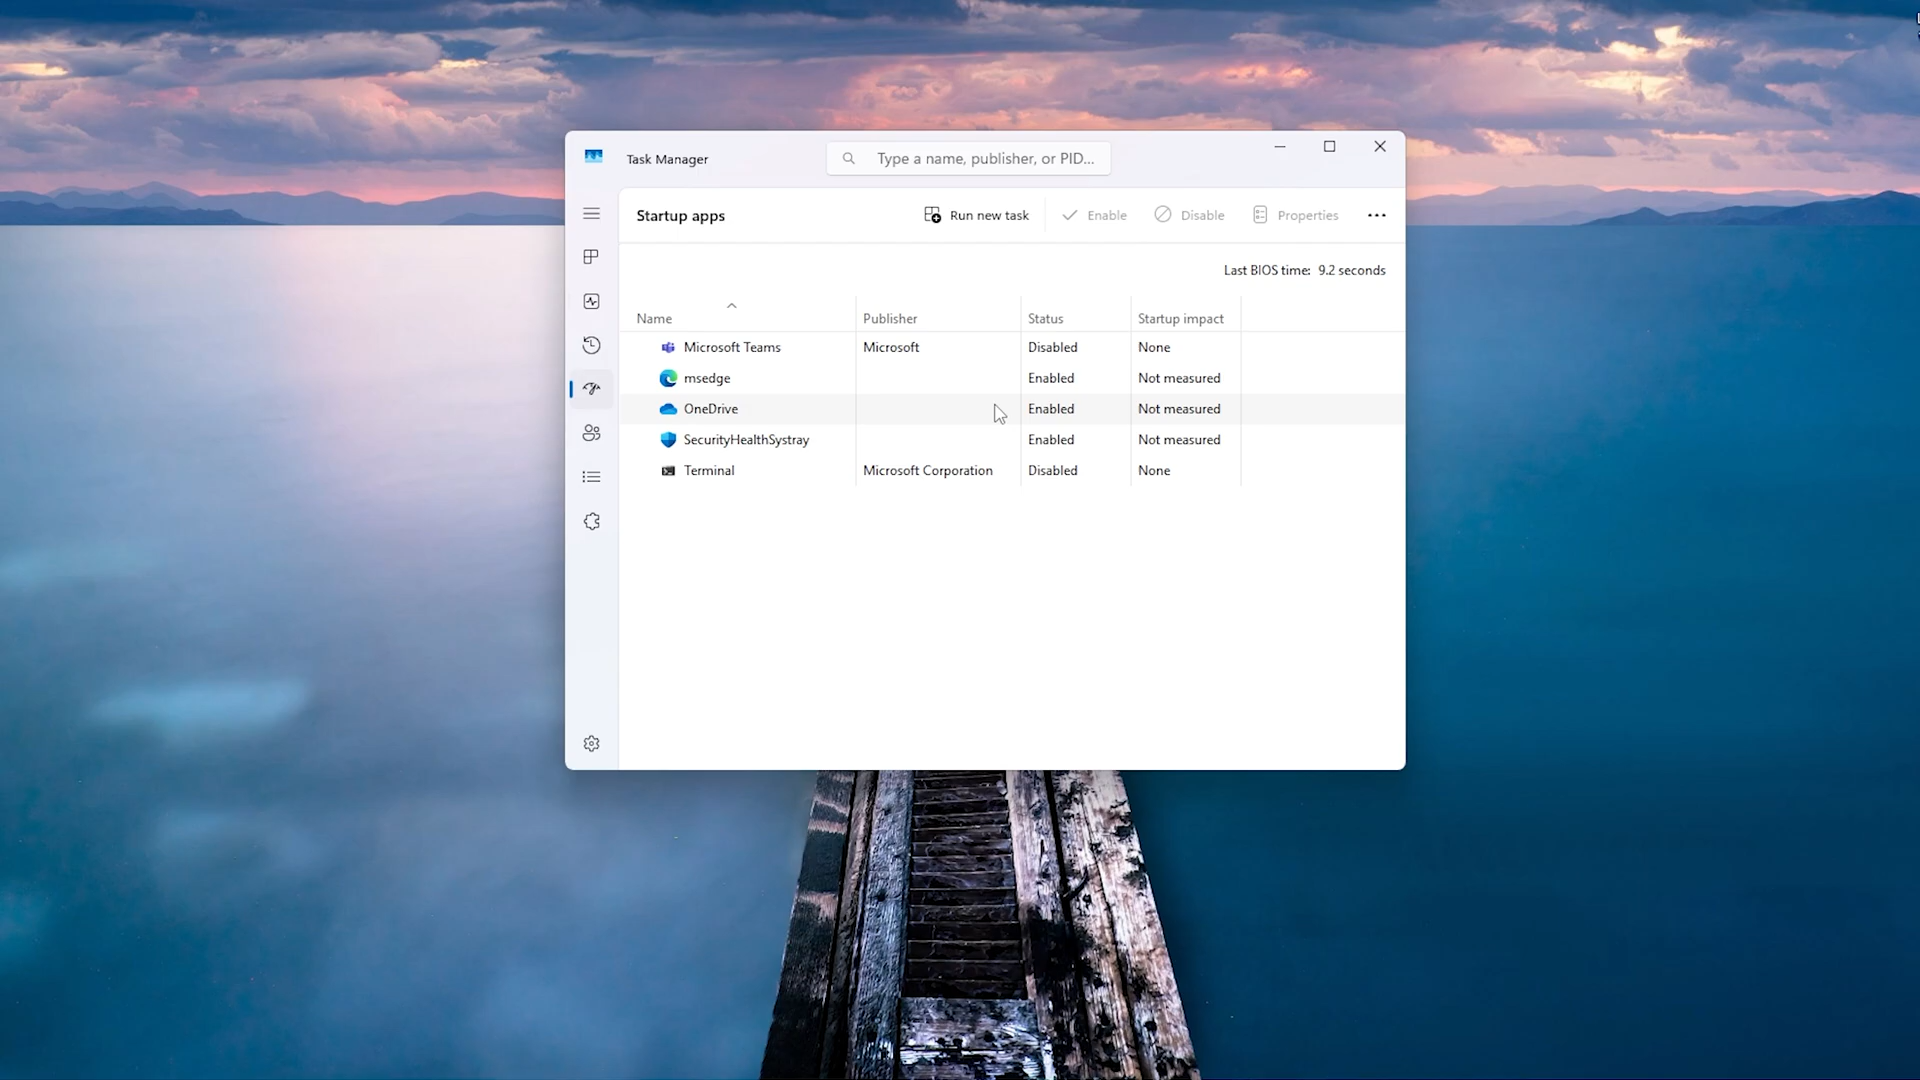 Task Manager
Type a name, publisher, or PID...
Startup apps
Run new task
Enable
Disable
Properties
Last BIOS time: 9.2 seconds
Name Publisher Status Startup impact
Microsoft Teams Microsoft Disabled None
msedge Enabled Not measured
OneDrive Enabled Not measured
SecurityHealthSystray Enabled Not measured
Terminal Microsoft Corporation Disabled None